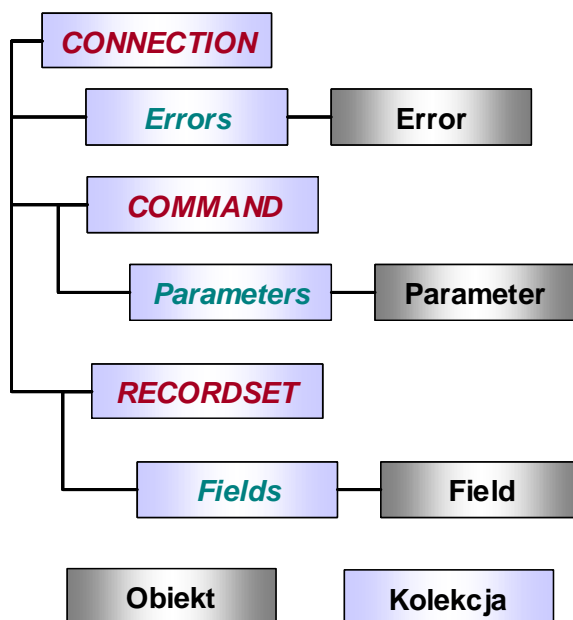 CONNECTION
Errors
Error
COMMAND
Parameters
Parameter
RECORDSET
Fields
Field
Obiekt
Kolekcja